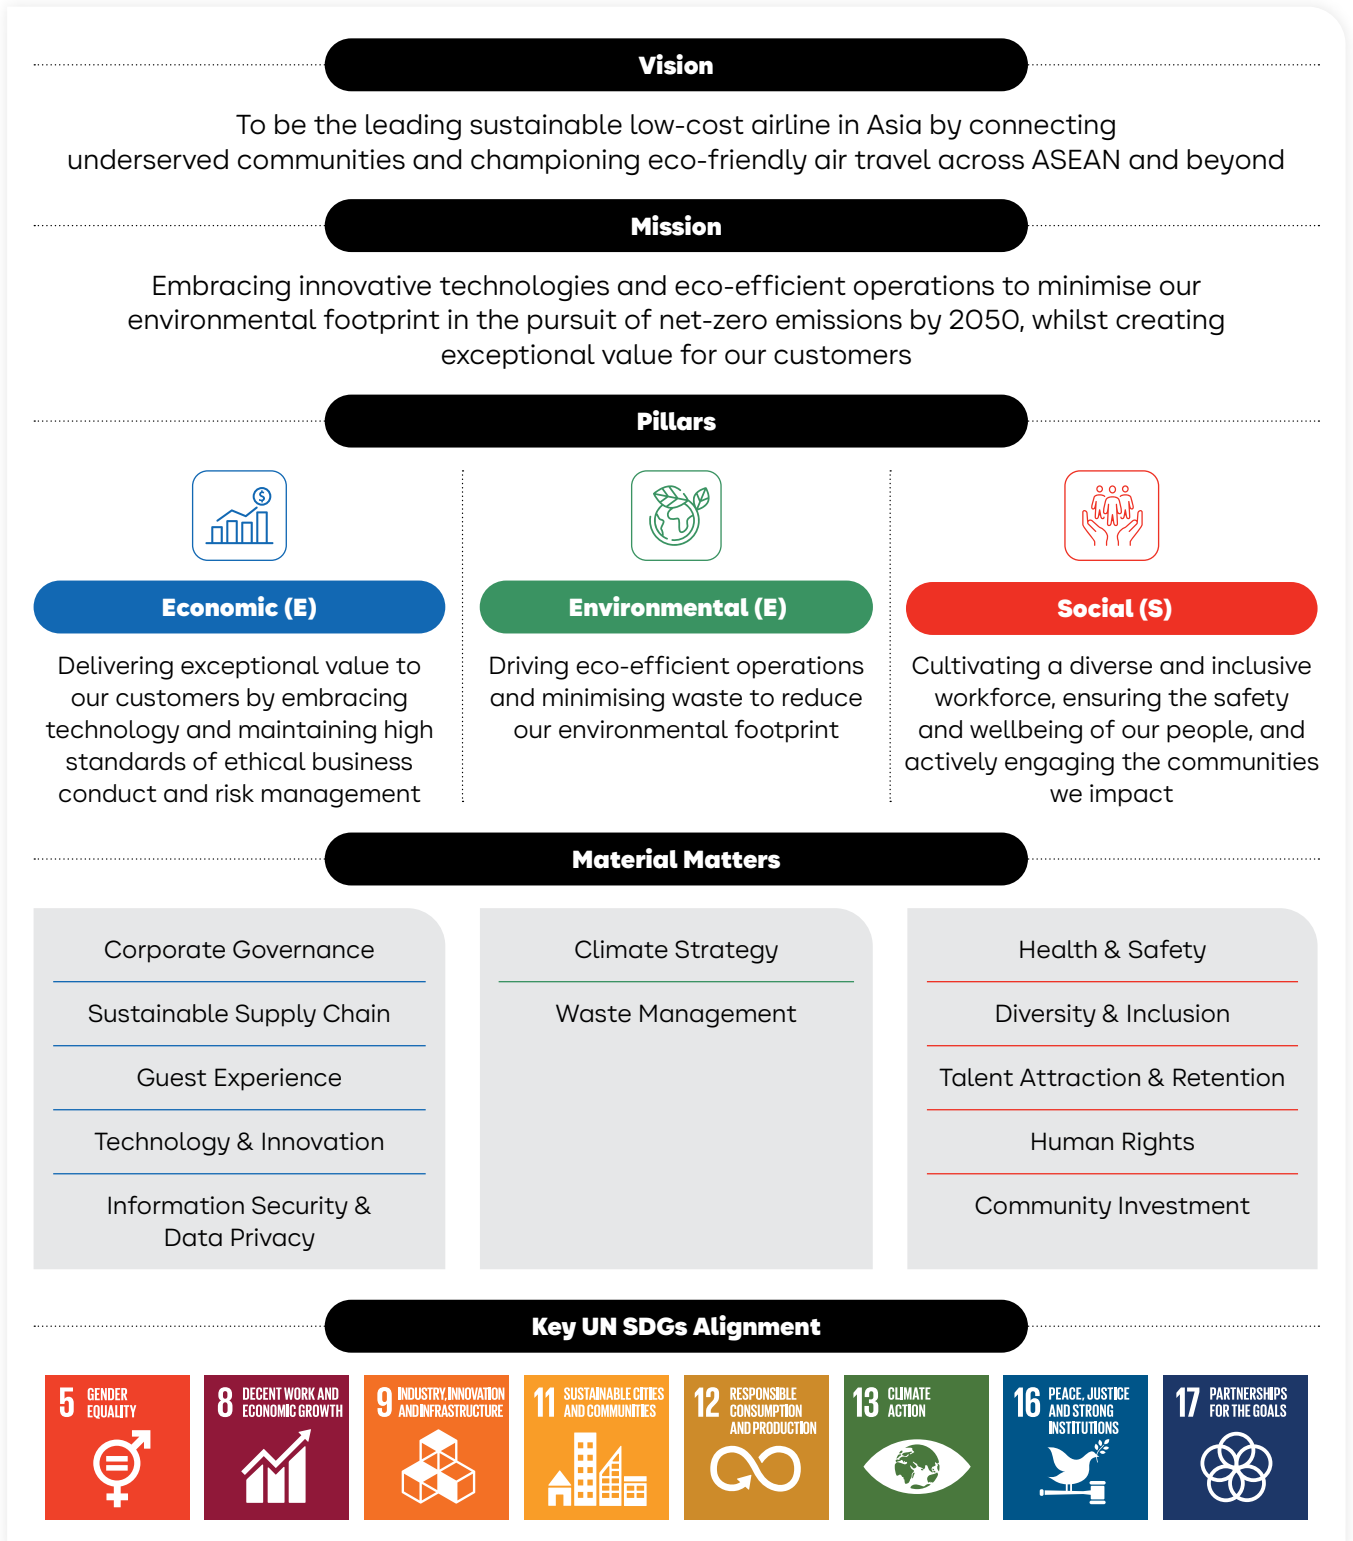 Vision
To be the leading sustainable low-cost airline in Asia by connecting
underserved communities and championing eco-friendly air travel across ASEAN and beyond
Mission
Embracing innovative technologies and eco-efficient operations to minimise our
environmental footprint in the pursuit of net-zero emissions by 2050, whilst creating
exceptional value for our customers
Pillars
$
Economic (E)
Delivering exceptional value to
our customers by embracing
technology and maintaining high
standards of ethical business
conduct and risk management
Environmental (E)
Driving eco-efficient operations
and minimising waste to reduce
our environmental footprint
Social (S)
Cultivating a diverse and inclusive
workforce, ensuring the safety
and wellbeing of our people, and
actively engaging the communities
we impact
Material Matters
Corporate Governance
Sustainable Supply Chain
Guest Experience
Technology & Innovation
Information Security &
Data Privacy
Climate Strategy
Waste Management
Health & Safety
Diversity & Inclusion
Talent Attraction & Retention
Human Rights
Community Investment
Key UN SDGs Alignment
5 GENDER
EQUALITY
8 DECENT WORK AND
ECONOMIC GROWTH
9 INDUSTRY, INNOVATION
AND INFRASTRUCTURE
11 SUSTAINABLE CITIES
AND COMMUNITIES
12 RESPONSIBLE
CONSUMPTION
AND PRODUCTION
13 CLIMATE
ACTION
16 PEACE, JUSTICE
AND STRONG
INSTITUTIONS
17 PARTNERSHIPS
FOR THE GOALS